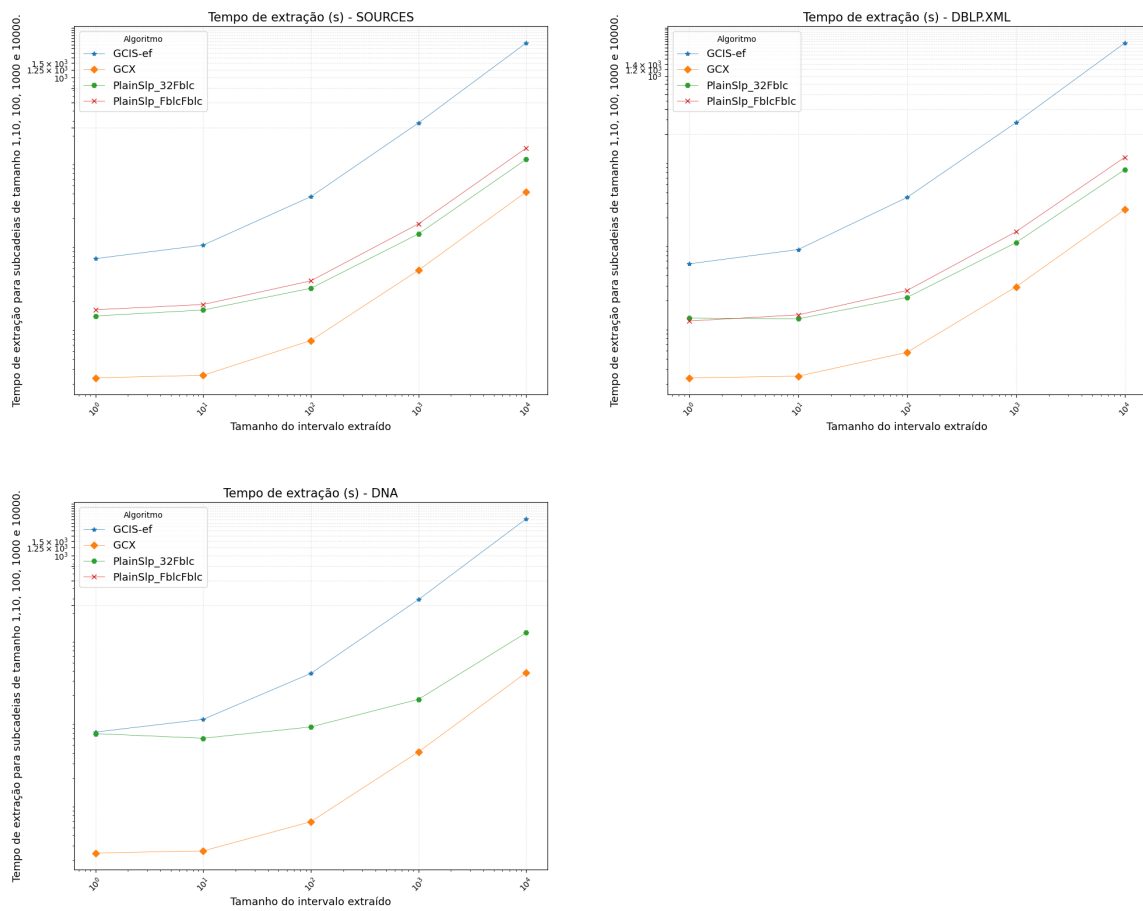 Tempo de extração (s) - SOURCES
Tempo de extração para subcadeias de tamanho 1,10, 100, 1000 e 10000.
Algoritmo
GCIS-ef
GCX
PlainSlp_32Fblc
PlainSlp_FblcFblc
1.5 × 10³
1.25 × 10³
10³
10⁰ 10¹ 10² 10³ 10⁴
Tamanho do intervalo extraído
Tempo de extração (s) - DBLP.XML
Tempo de extração para subcadeias de tamanho 1,10, 100, 1000 e 10000.
Algoritmo
GCIS-ef
GCX
PlainSlp_32Fblc
PlainSlp_FblcFblc
1.4 × 10³
1.2 × 10³
10³
10⁰ 10¹ 10² 10³ 10⁴
Tamanho do intervalo extraído
Tempo de extração (s) - DNA
Tempo de extração para subcadeias de tamanho 1,10, 100, 1000 e 10000.
Algoritmo
GCIS-ef
GCX
PlainSlp_32Fblc
PlainSlp_FblcFblc
1.5 × 10³
1.25 × 10³
10³
10⁰ 10¹ 10² 10³ 10⁴
Tamanho do intervalo extraído